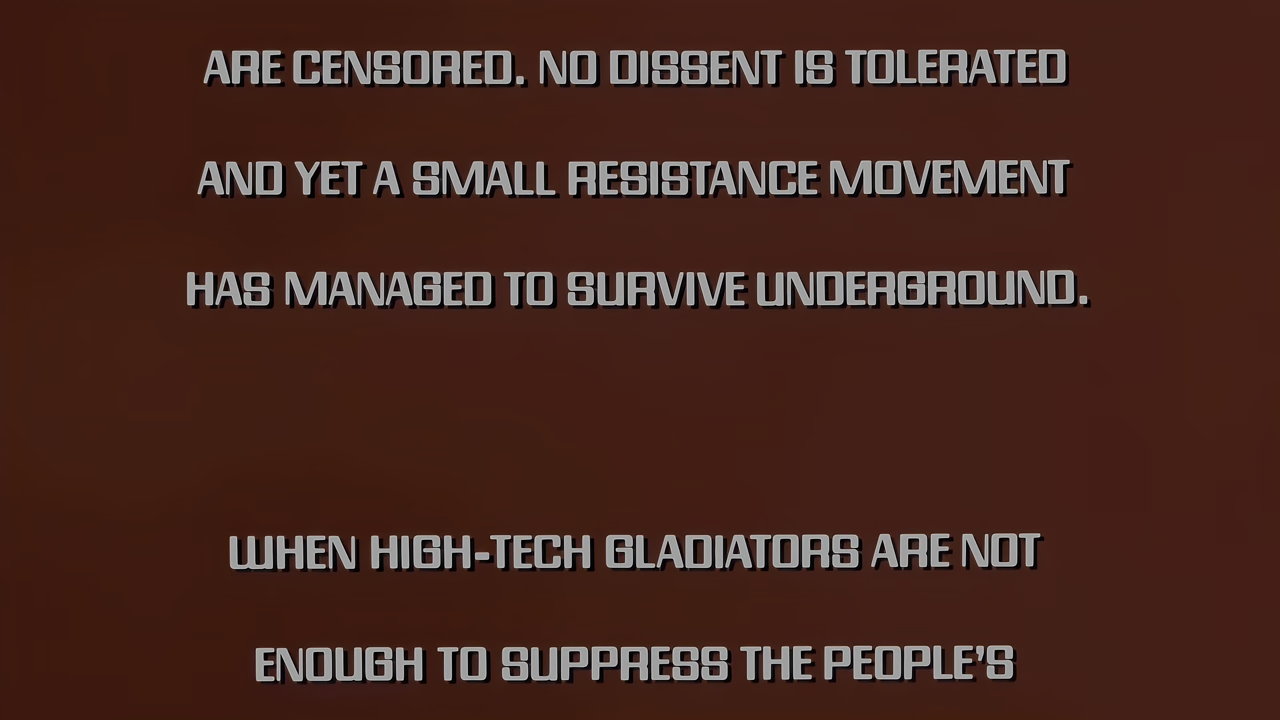 ARE CENSORED. NO DISSENT IS TOLERATED
AND YET A SMALL RESISTANCE MOVEMENT
HAS MANAGED TO SURVIVE UNDERGROUND.
WHEN HIGH-TECH GLADIATORS ARE NOT
ENOUGH TO SUPPRESS THE PEOPLE'S